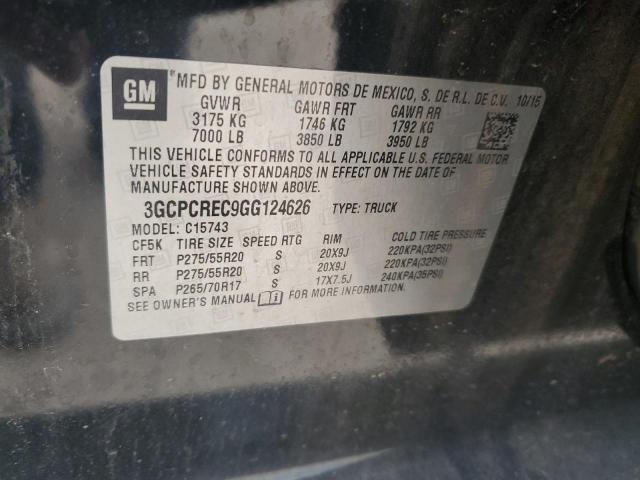 GM
MFD BY GENERAL MOTORS DE MEXICO, S. DE R.L. DE C.V. 10/15
GVWR GAWR FRT GAWR RR
3175 KG 1746 KG 1792 KG
7000 LB 3850 LB 3950 LB
THIS VEHICLE CONFORMS TO ALL APPLICABLE U.S. FEDERAL MOTOR
VEHICLE SAFETY STANDARDS IN EFFECT ON THE DATE OF
MANUFACTURE SHOWN ABOVE.
3GCPCREC9GG124626 TYPE: TRUCK
MODEL: C15743
CF5K TIRE SIZE SPEED RTG RIM COLD TIRE PRESSURE
FRT P275/55R20 S 20X9J 220KPA(32PSI)
RR P275/55R20 S 20X9J 220KPA(32PSI)
SPA P265/70R17 S 17X7.5J 240KPA(35PSI)
SEE OWNER'S MANUAL FOR MORE INFORMATION.